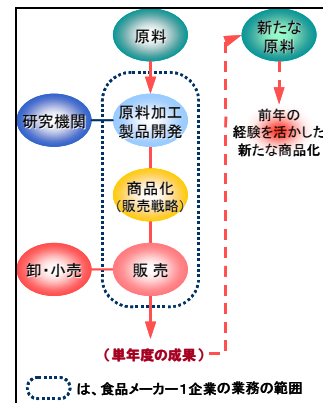 原料
新たな
原料
研究機関
原料加工
製品開発
前年の
経験を活かした
新たな商品化
商品化
（販売戦略）
卸・小売
販売
（単年度の成果）
は、食品メーカー１企業の業務の範囲